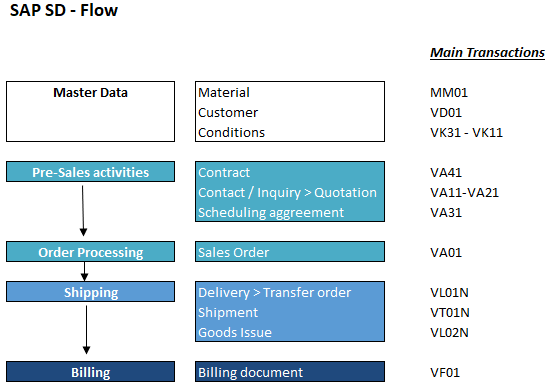 SAP SD - Flow
Main Transactions
Master Data Material MM01
Customer VD01
Conditions VK31 - VK11
Pre-Sales activities Contract VA41
Contact / Inquiry > Quotation VA11-VA21
Scheduling aggreement VA31
Order Processing Sales Order VA01
Shipping Delivery > Transfer order VL01N
Shipment VT01N
Goods Issue VL02N
Billing Billing document VF01